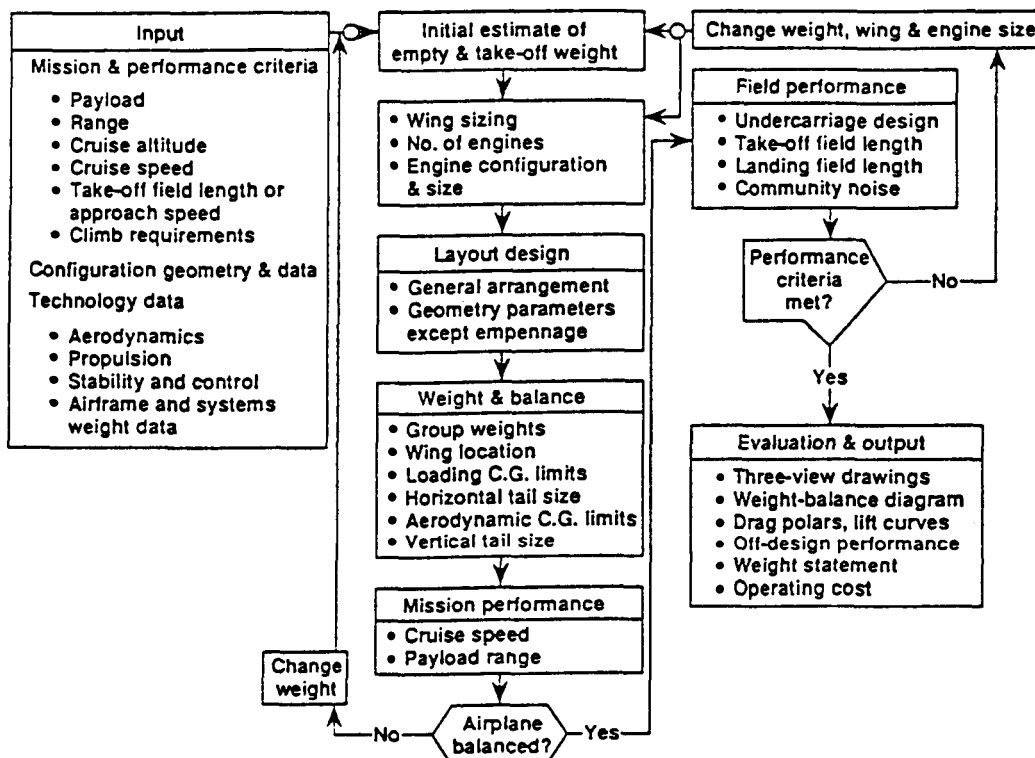 Input
Mission & performance criteria
• Payload
• Range
• Cruise altitude
• Cruise speed
• Take-off field length or
approach speed
• Climb requirements
Configuration geometry & data
Technology data
• Aerodynamics
• Propulsion
• Stability and control
• Airframe and systems
weight data
Change
weight
Initial estimate of
empty & take-off weight
• Wing sizing
• No. of engines
• Engine configuration
& size
Layout design
• General arrangement
• Geometry parameters
except empennage
Weight & balance
• Group weights
• Wing location
• Loading C.G. limits
• Horizontal tail size
• Aerodynamic C.G. limits
• Vertical tail size
Mission performance
• Cruise speed
• Payload range
Airplane
balanced?
No
Yes
Change weight, wing & engine size
Field performance
• Undercarriage design
• Take-off field length
• Landing field length
• Community noise
Performance
criteria
met?
No
Yes
Evaluation & output
• Three-view drawings
• Weight-balance diagram
• Drag polars, lift curves
• Off-design performance
• Weight statement
• Operating cost